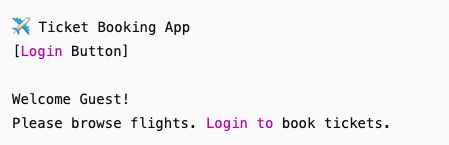 ✈️ Ticket Booking App
[Login Button]
Welcome Guest!
Please browse flights. Login to book tickets.